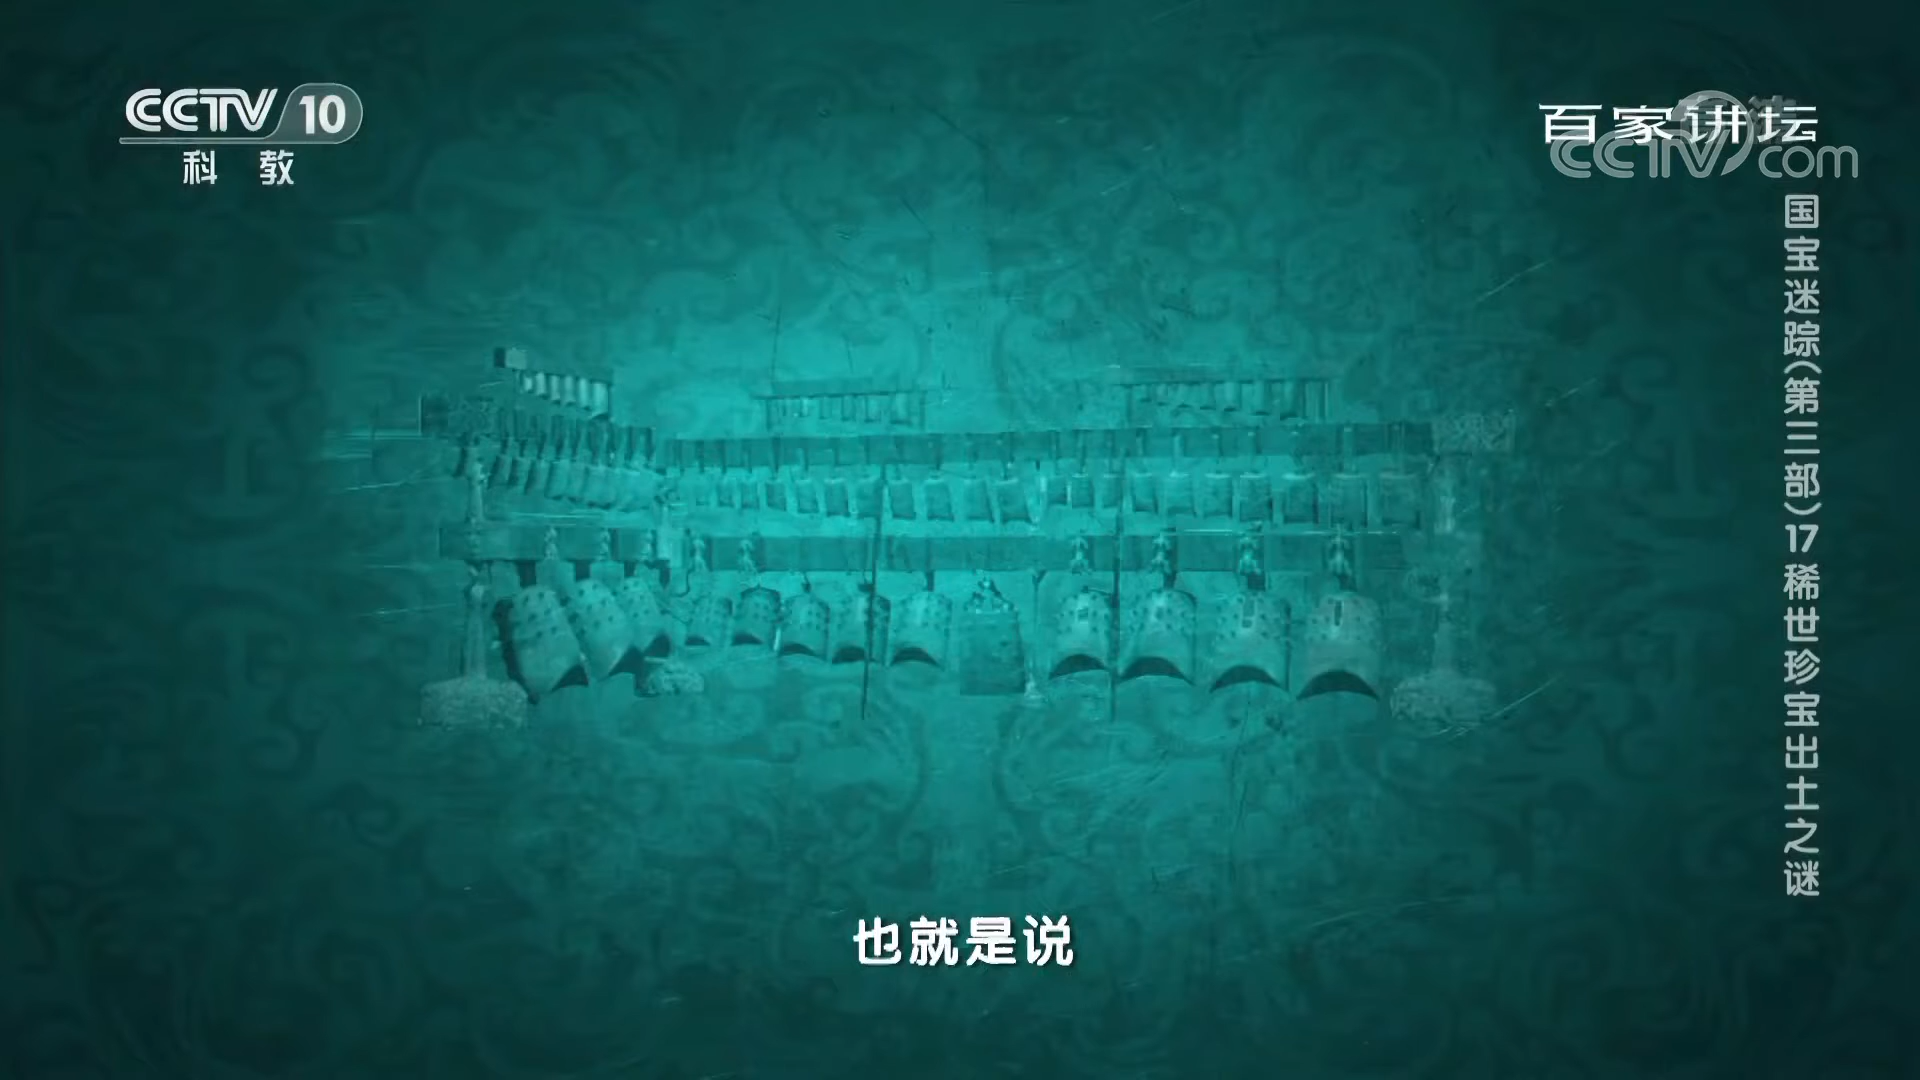 CCTV 10
科 教
百家讲坛
CCTV.com
国宝迷踪(第三部)17稀世珍宝出土之谜
也就是说